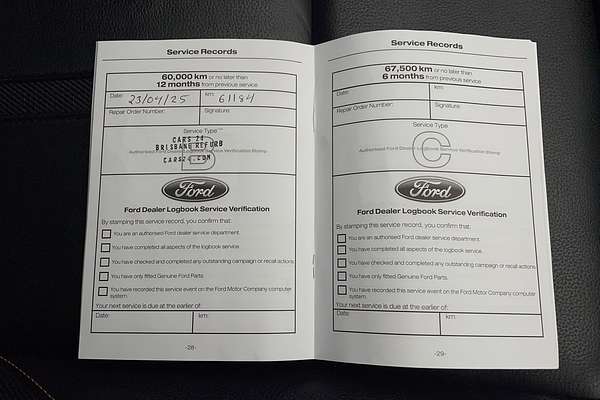 Service Records
60,000 km or no later than
12 months from previous service
Date: 23/04/25 km: 61184
Repair Order Number: Signature:
Service Type
CARS 24
BRISBANE REFURB
Authorised Ford Dealer Logbook Service Verification Stamp
CARS24.COM
Ford
Ford Dealer Logbook Service Verification
By stamping this service record, you confirm that:
You are an authorised Ford dealer service department.
You have completed all aspects of the logbook service.
You have checked and completed any outstanding campaign or recall actions.
You have only fitted Genuine Ford Parts.
You have recorded this service event on the Ford Motor Company computer
system.
Your next service is due at the earlier of:
Date: km:
-28-
Service Records
67,500 km or no later than
6 months from previous service
Date: km:
Repair Order Number: Signature:
Service Type
C
Authorised Ford Dealer Logbook Service Verification Stamp
Ford
Ford Dealer Logbook Service Verification
By stamping this service record, you confirm that:
You are an authorised Ford dealer service department.
You have completed all aspects of the logbook service.
You have checked and completed any outstanding campaign or recall actions.
You have only fitted Genuine Ford Parts.
You have recorded this service event on the Ford Motor Company computer
system.
Your next service is due at the earlier of:
Date: km:
-29-